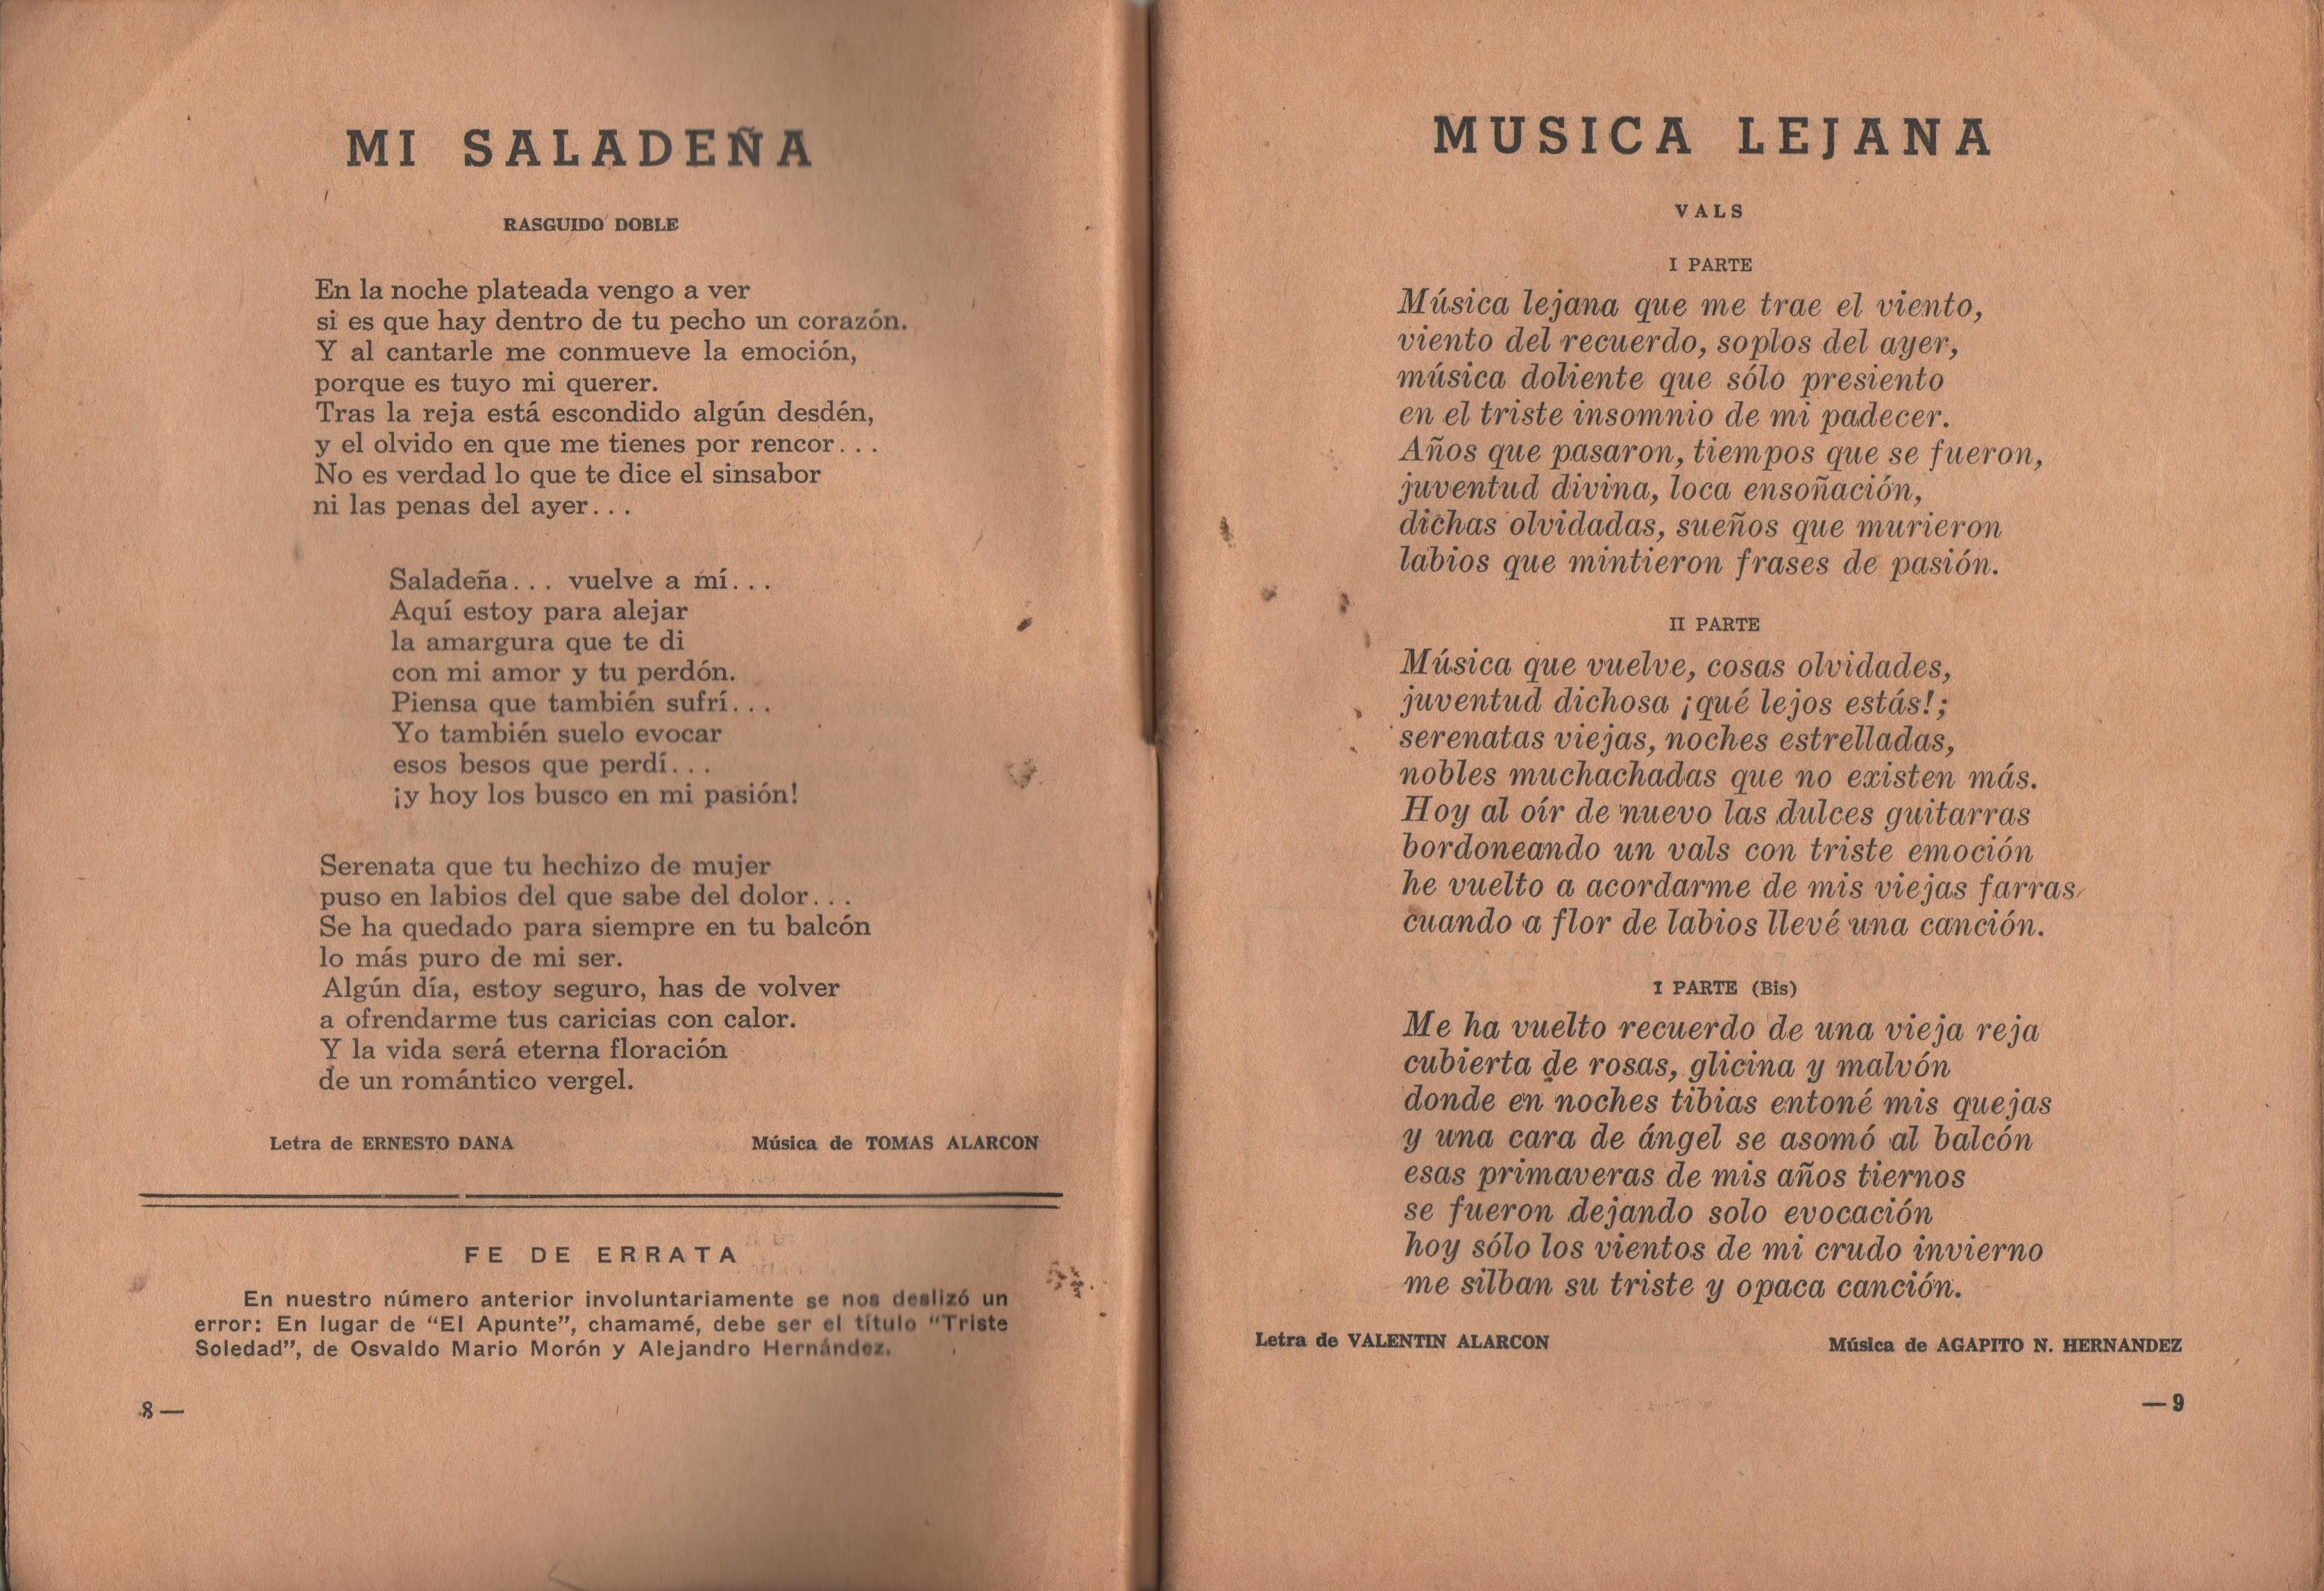 MI SALADEÑA
RASGUIDO DOBLE
En la noche plateada vengo a ver
si es que hay dentro de tu pecho un corazón.
Y al cantarle me conmueve la emoción,
porque es tuyo mi querer.
Tras la reja está escondido algún desdén,
y el olvido en que me tienes por rencor...
No es verdad lo que te dice el sinsabor
ni las penas del ayer...
Saladeña... vuelve a mí...
Aquí estoy para alejar
la amargura que te di
con mi amor y tu perdón.
Piensa que también sufrí...
Yo también suelo evocar
esos besos que perdí...
¡y hoy los busco en mi pasión!
Serenata que tu hechizo de mujer
puso en labios del que sabe del dolor...
Se ha quedado para siempre en tu balcón
lo más puro de mi ser.
Algún día, estoy seguro, has de volver
a ofrendarme tus caricias con calor.
Y la vida será eterna floración
de un romántico vergel.
Letra de ERNESTO DANA Música de TOMAS ALARCON
FE DE ERRATA
En nuestro número anterior involuntariamente se nos deslizó un
error: En lugar de "El Apunte", chamamé, debe ser el título "Triste
Soledad", de Osvaldo Mario Morón y Alejandro Hernández.
8 —
MUSICA LEJANA
VALS
I PARTE
Música lejana que me trae el viento,
viento del recuerdo, soplos del ayer,
música doliente que sólo presiento
en el triste insomnio de mi padecer.
Años que pasaron, tiempos que se fueron,
juventud divina, loca ensoñación,
dichas olvidadas, sueños que murieron
labios que mintieron frases de pasión.
II PARTE
Música que vuelve, cosas olvidades,
juventud dichosa ¡qué lejos estás!;
serenatas viejas, noches estrelladas,
nobles muchachadas que no existen más.
Hoy al oír de nuevo las dulces guitarras
bordoneando un vals con triste emoción
he vuelto a acordarme de mis viejas farras
cuando a flor de labios llevé una canción.
I PARTE (Bis)
Me ha vuelto recuerdo de una vieja reja
cubierta de rosas, glicina y malvón
donde en noches tibias entoné mis quejas
y una cara de ángel se asomó al balcón
esas primaveras de mis años tiernos
se fueron dejando solo evocación
hoy sólo los vientos de mi crudo invierno
me silban su triste y opaca canción.
Letra de VALENTIN ALARCON Música de AGAPITO N. HERNANDEZ
— 9